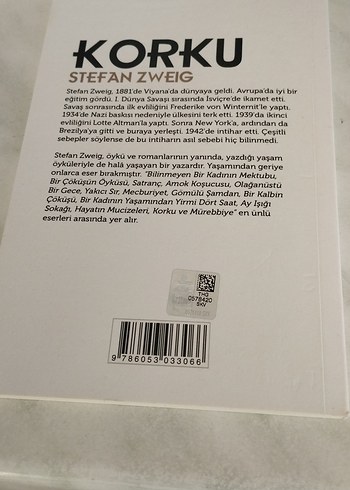 KORKU
STEFAN ZWEIG
Stefan Zweig, 1881'de Viyana'da dünyaya geldi. Avrupa'da iyi bir
eğitim gördü. I. Dünya Savaşı sırasında İsviçre'de ikamet etti.
Savaş sonrasında ilk evliliğini Frederike von Winternit'le yaptı.
1934'de Nazi baskısı nedeniyle ülkesini terk etti. 1939'da ikinci
evliliğini Lotte Altman'la yaptı. Sonra New York'a, ardından da
Brezilya'ya gitti ve buraya yerleşti. 1942'de intihar etti. Çeşitli
sebepler söylense de bu intiharın asıl sebebi hiç bilinmedi.
Stefan Zweig, öykü ve romanlarının yanında, yazdığı yaşam
öyküleriyle de halâ yaşayan bir yazardır. Yaşamından geriye
onlarca eser bırakmıştır. "Bilinmeyen Bir Kadının Mektubu,
Bir Çöküşün Öyküsü, Satranç, Amok Koşucusu, Olağanüstü
Bir Gece, Yakıcı Sır, Mecburiyet, Gömülü Şamdan, Bir Kalbin
Çöküşü, Bir Kadının Yaşamından Yirmi Dört Saat, Ay Işığı
Sokağı, Hayatın Mucizeleri, Korku ve Mürebbiye" en ünlü
eserleri arasında yer alır.
TH3
0578420
SKV
9 786053 033066